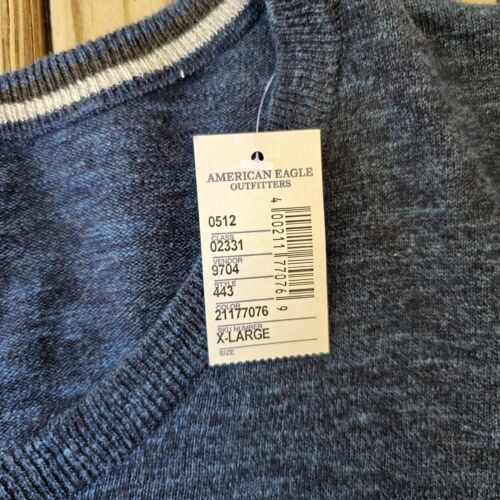 AMERICAN EAGLE
OUTFITTERS
0512
CLASS
02331
VENDOR
9704
STYLE
443
COLOR
21177076
SKU NUMBER
X-LARGE
SIZE
4 00211 77076 9